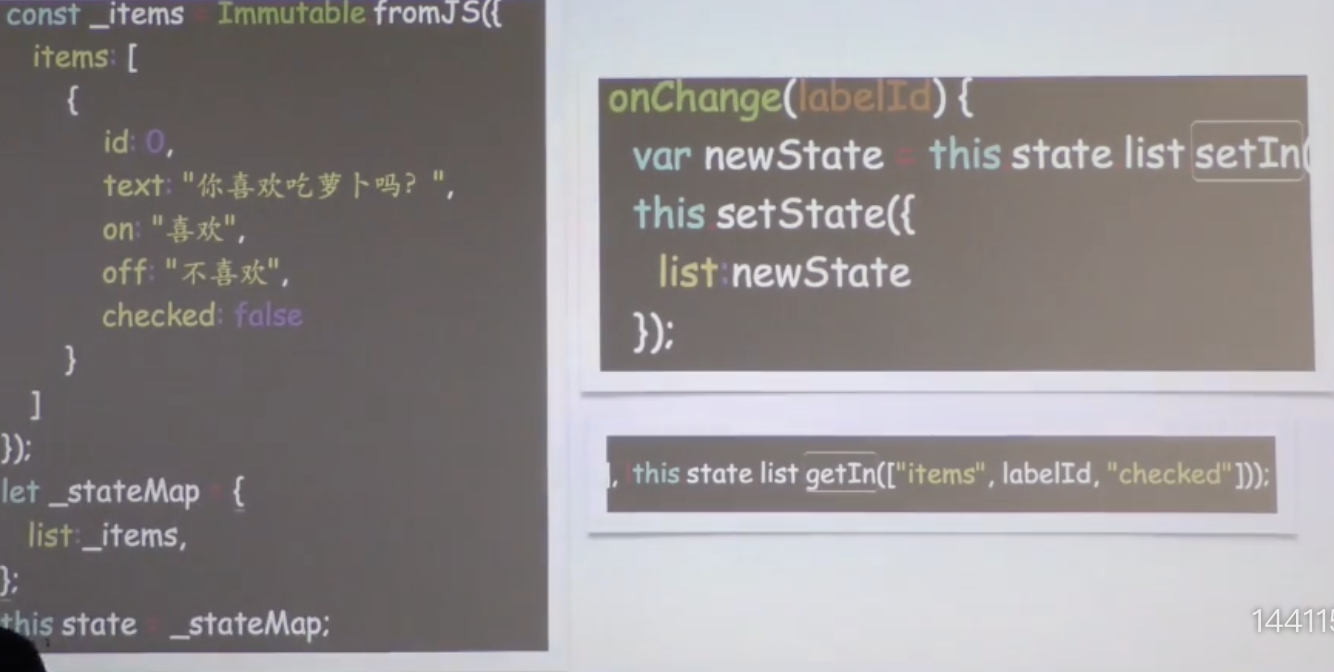 const _items = Immutable fromJS({
items: [
{
id: 0,
text: "你喜欢吃萝卜吗？",
on: "喜欢",
off: "不喜欢",
checked: false
}
]
});
let _stateMap = {
list:_items,
};
this state = _stateMap;
onChange(labelId) {
var newState = this state list setIn(
this setState({
list:newState
});
], this state list getIn(["items", labelId, "checked"]));
144115